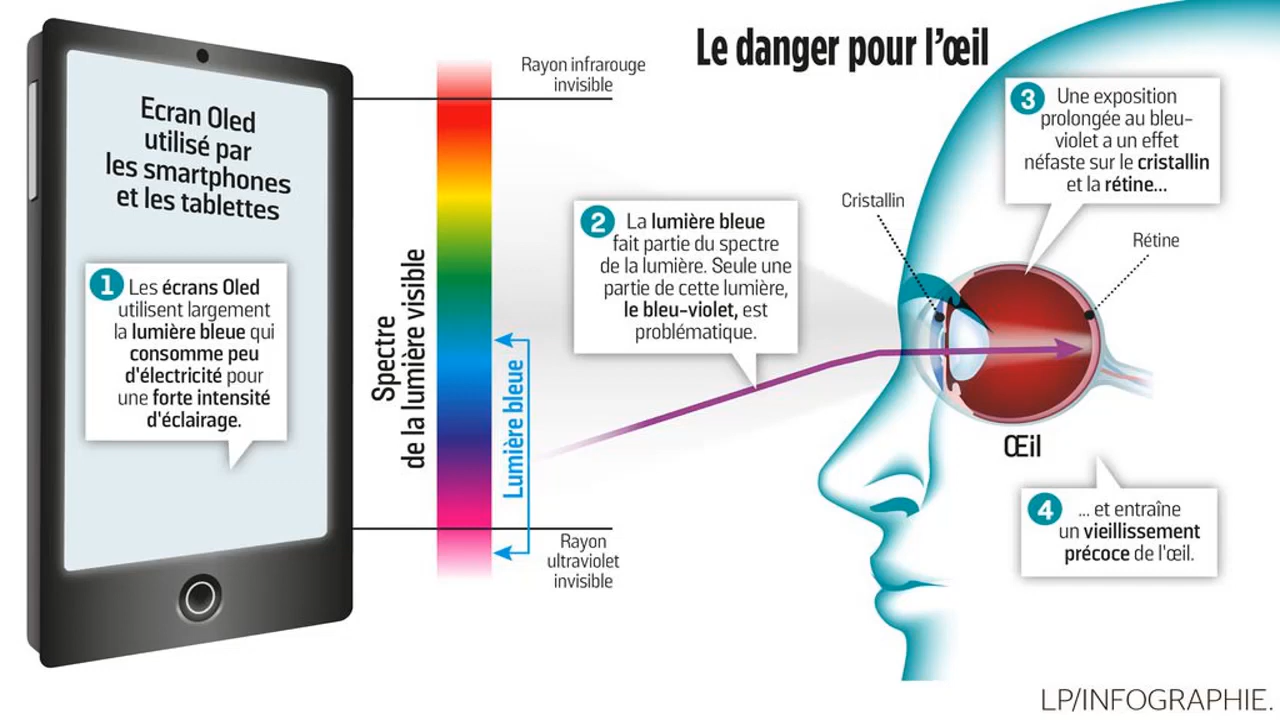 Le danger pour l'œil
Ecran Oled
utilisé par
les smartphones
et les tablettes
1
Les écrans Oled
utilisent largement
la lumière bleue qui
consomme peu
d'électricité pour
une forte intensité
d'éclairage.
Spectre
de la lumière visible
Rayon infrarouge
invisible
Lumière bleue
Rayon
ultraviolet
invisible
2
La lumière bleue
fait partie du spectre
de la lumière. Seule une
partie de cette lumière,
le bleu-violet, est
problématique.
Cristallin
3
Une exposition
prolongée au bleu-
violet a un effet
néfaste sur le cristallin
et la rétine...
Rétine
Œil
4
... et entraîne
un vieillissement
précoce de l'œil.
LP/INFOGRAPHIE.